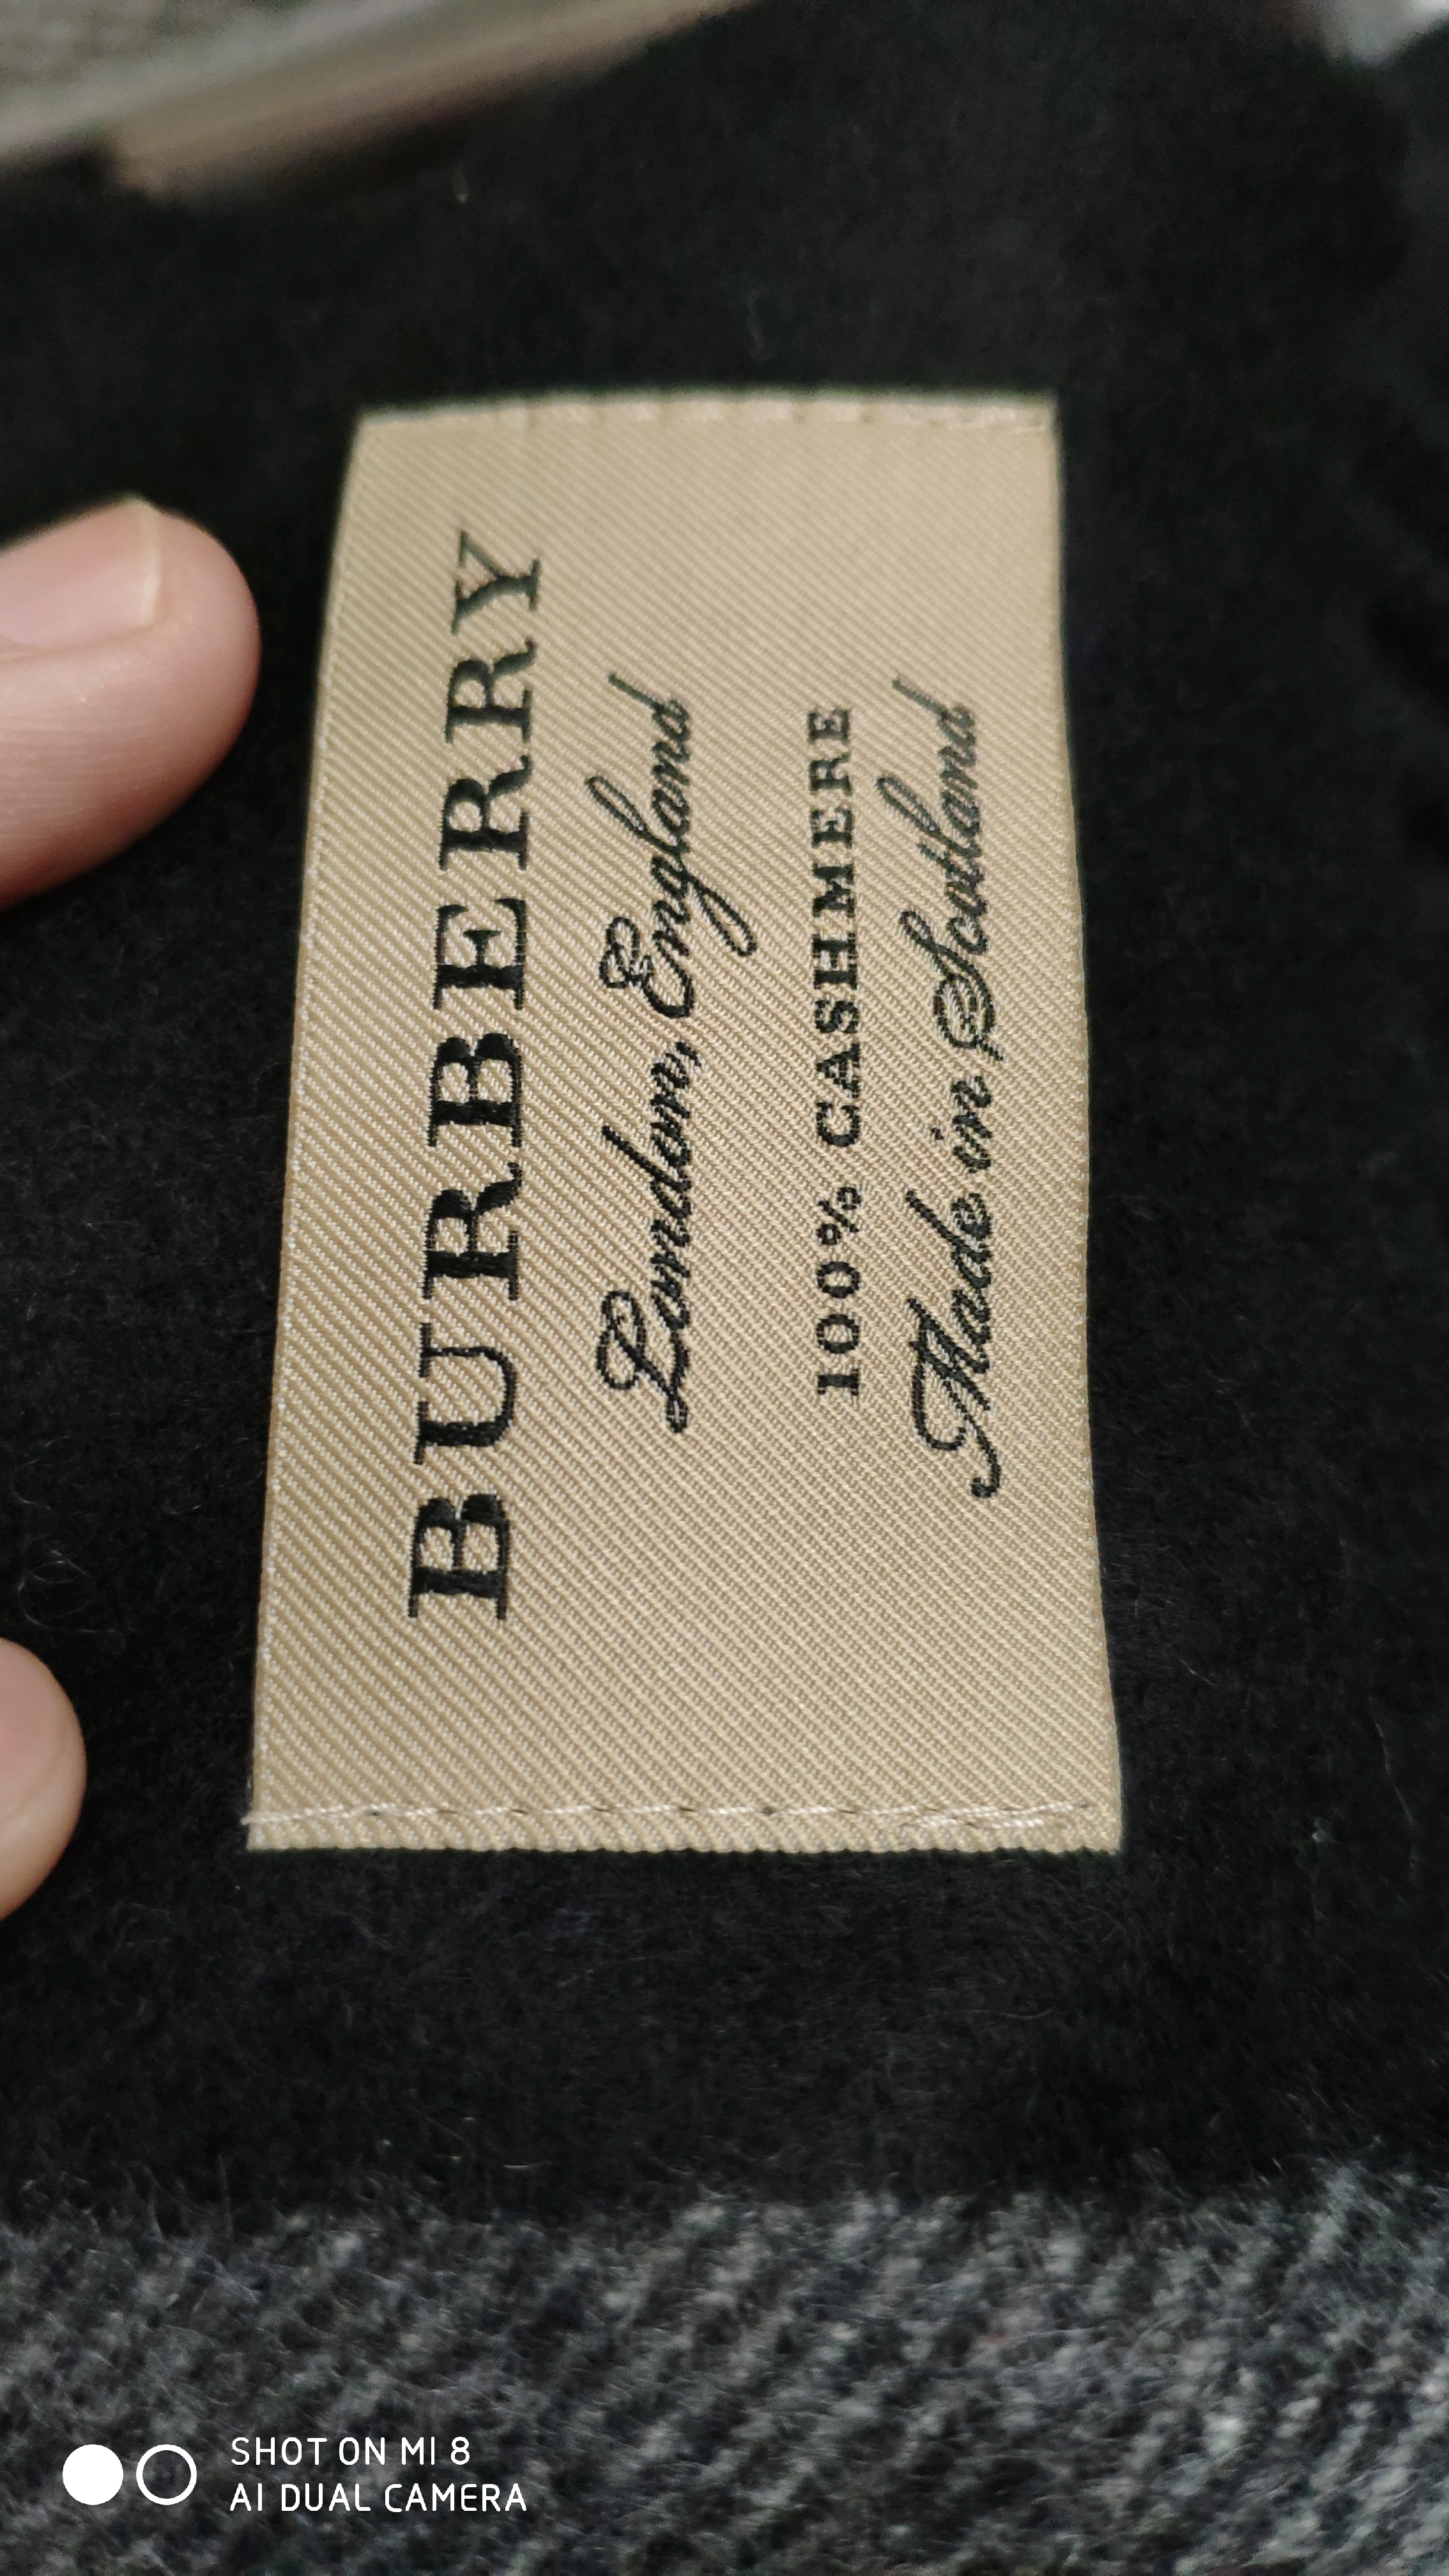 BURBERRY
London, England
100% CASHMERE
Made in Scotland
SHOT ON MI 8
AI DUAL CAMERA